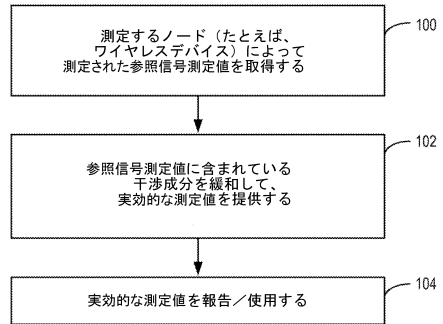 測定するノード(たとえば、
ワイヤレスデバイス)によって
測定された参照信号測定値を取得する
100
参照信号測定値に含まれている
干渉成分を緩和して、
実効的な測定値を提供する
102
実効的な測定値を報告/使用する
104